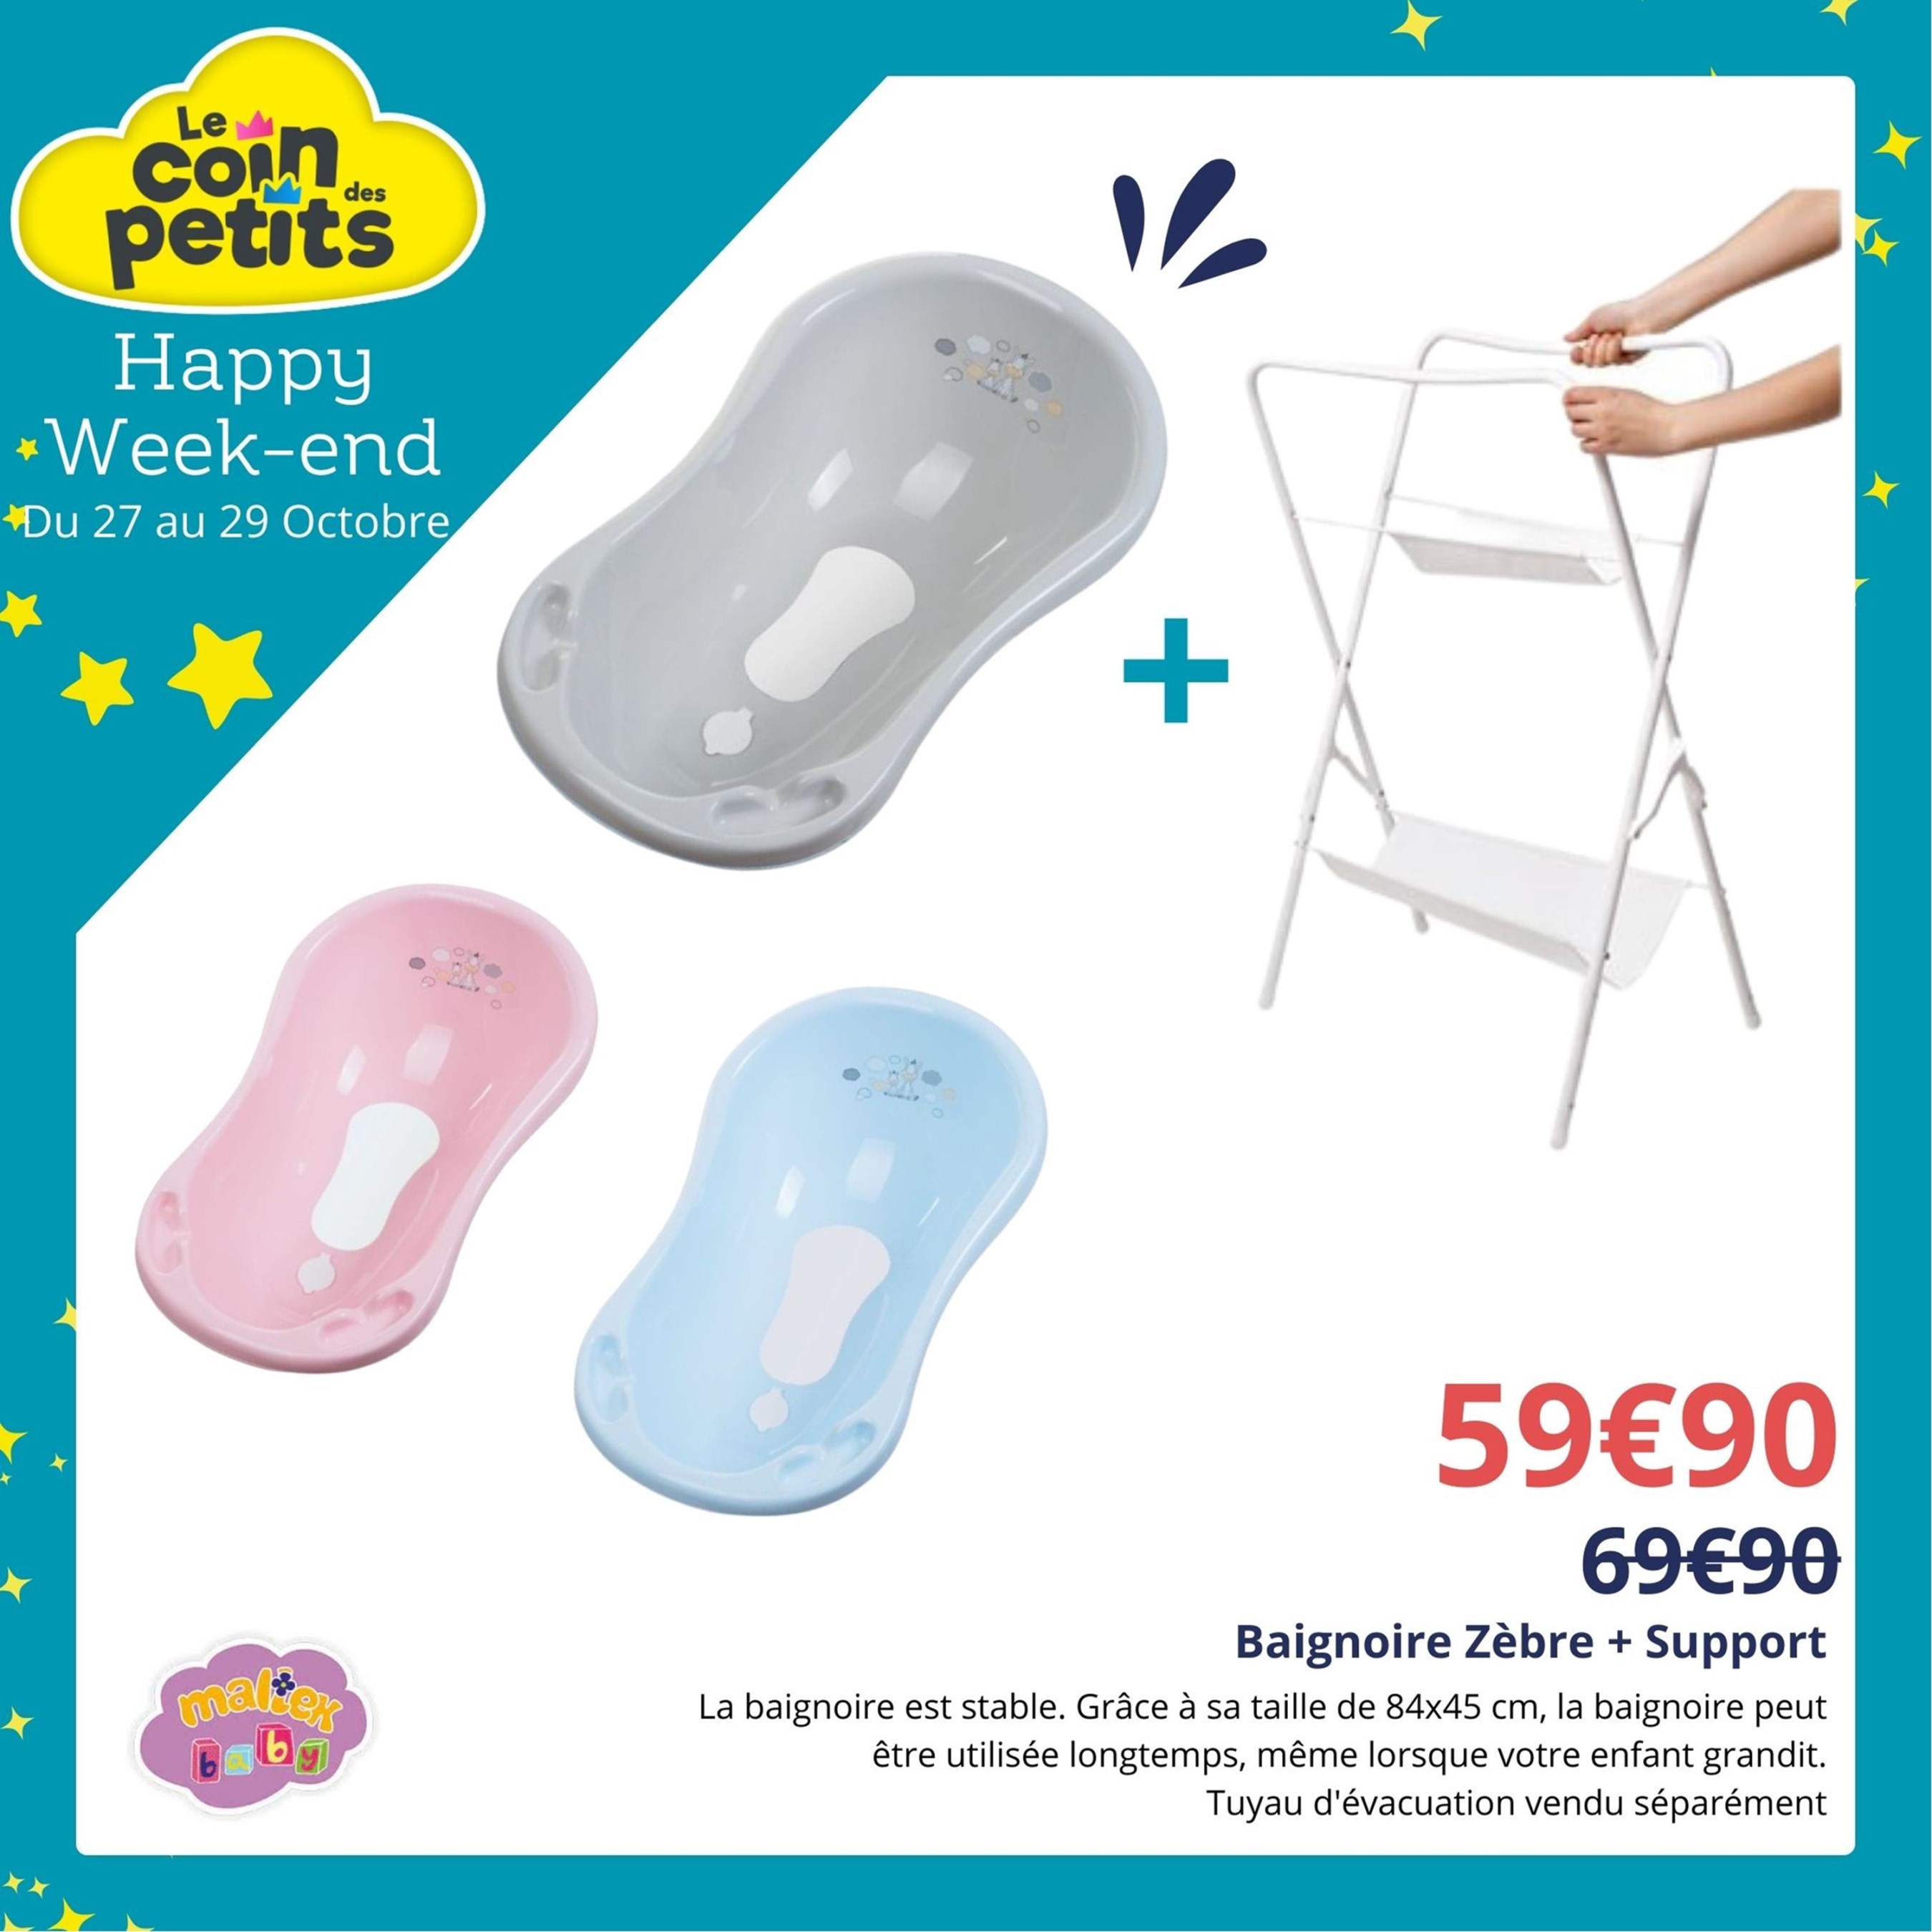 Le
coin
des
petits
Happy
Week-end
Du 27 au 29 Octobre
59€90
69€90
Baignoire Zèbre + Support
La baignoire est stable. Grâce à sa taille de 84x45 cm, la baignoire peut
être utilisée longtemps, même lorsque votre enfant grandit.
Tuyau d'évacuation vendu séparément
maltex
baby